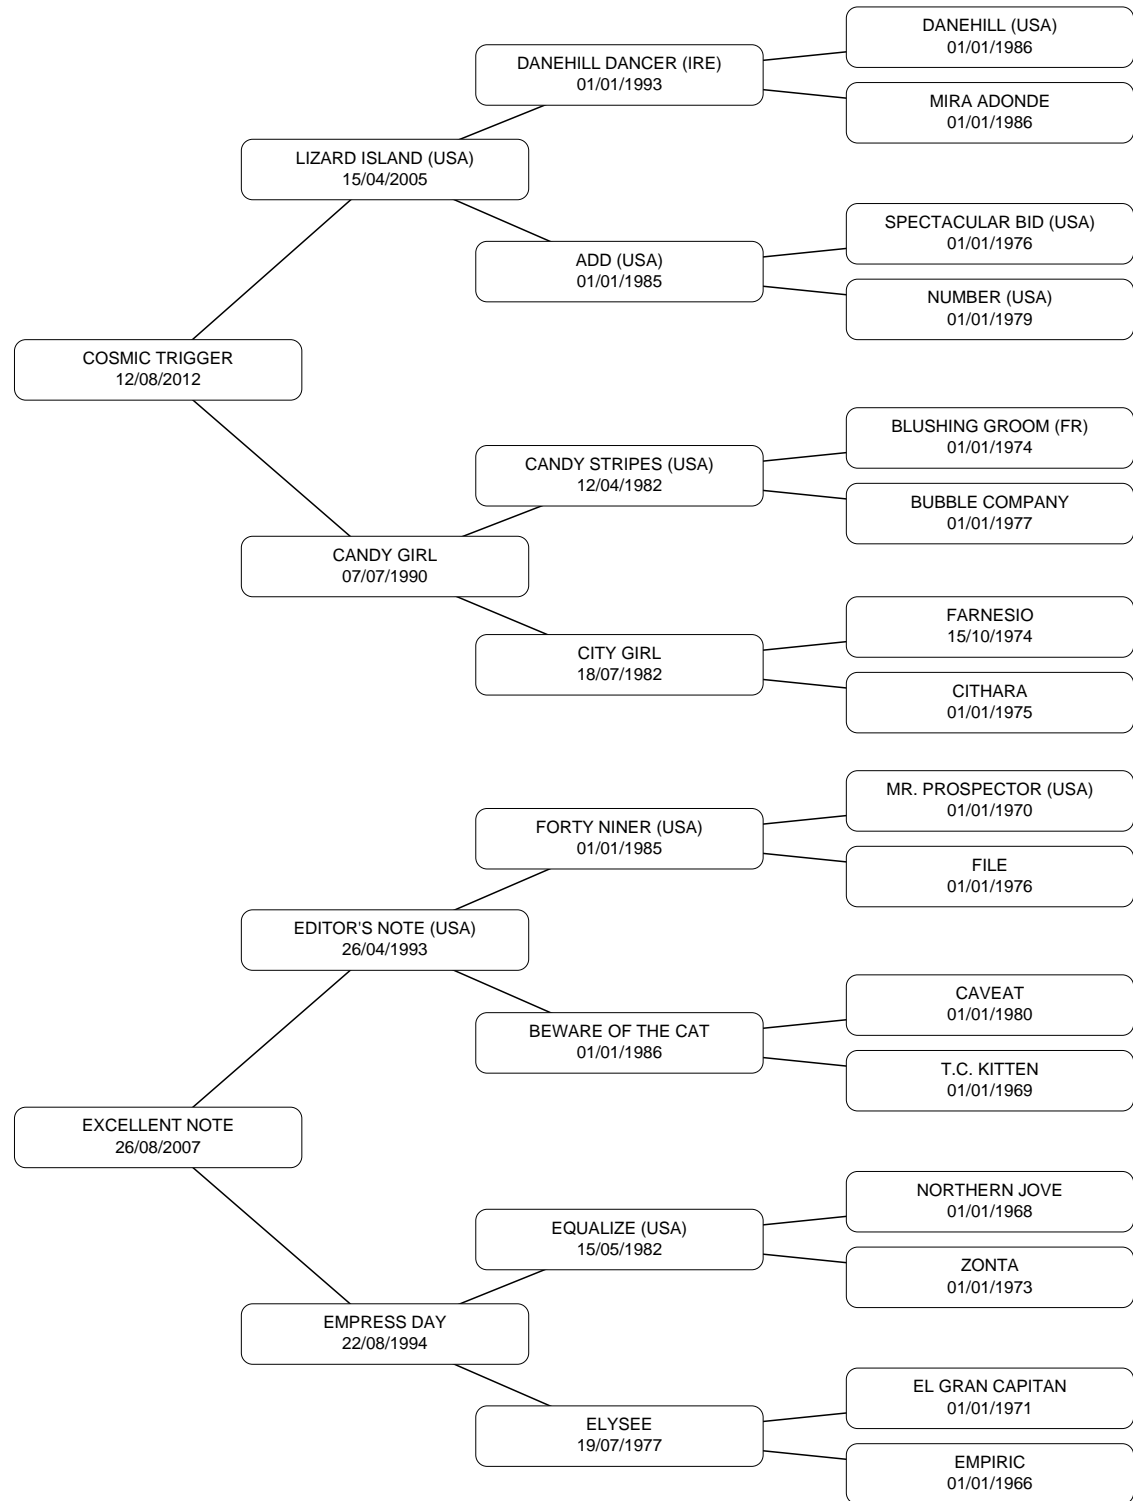 DANEHILL (USA)
01/01/1986
DANEHILL DANCER (IRE)
01/01/1993
MIRA ADONDE
01/01/1986
LIZARD ISLAND (USA)
15/04/2005
SPECTACULAR BID (USA)
01/01/1976
ADD (USA)
01/01/1985
NUMBER (USA)
01/01/1979
COSMIC TRIGGER
12/08/2012
BLUSHING GROOM (FR)
01/01/1974
CANDY STRIPES (USA)
12/04/1982
BUBBLE COMPANY
01/01/1977
CANDY GIRL
07/07/1990
FARNESIO
15/10/1974
CITY GIRL
18/07/1982
CITHARA
01/01/1975
MR. PROSPECTOR (USA)
01/01/1970
FORTY NINER (USA)
01/01/1985
FILE
01/01/1976
EDITOR'S NOTE (USA)
26/04/1993
CAVEAT
01/01/1980
BEWARE OF THE CAT
01/01/1986
T.C. KITTEN
01/01/1969
EXCELLENT NOTE
26/08/2007
NORTHERN JOVE
01/01/1968
EQUALIZE (USA)
15/05/1982
ZONTA
01/01/1973
EMPRESS DAY
22/08/1994
EL GRAN CAPITAN
01/01/1971
ELYSEE
19/07/1977
EMPIRIC
01/01/1966